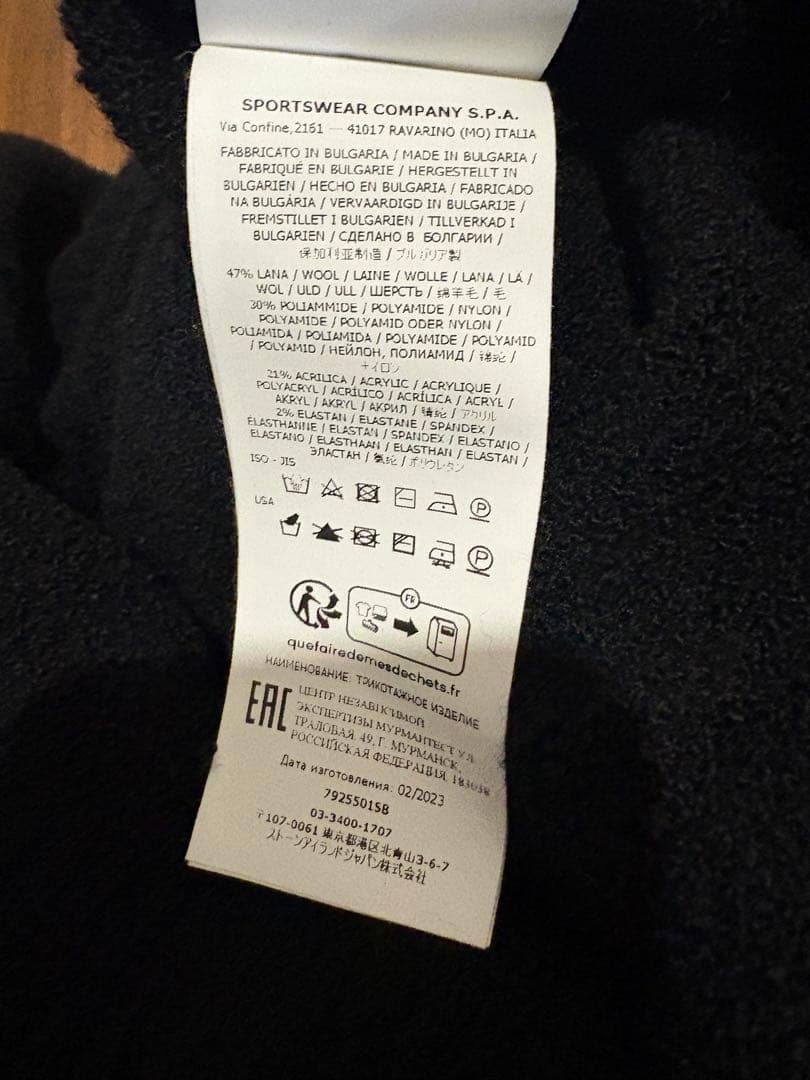 SPORTSWEAR COMPANY S.P.A.
Via Confine,2161 — 41017 RAVARINO (MO) ITALIA
FABBRICATO IN BULGARIA / MADE IN BULGARIA /
FABRIQUÉ EN BULGARIE / HERGESTELLT IN
BULGARIEN / HECHO EN BULGARIA / FABRICADO
NA BULGÁRIA / VERVAARDIGD IN BULGARIJE /
FREMSTILLET I BULGARIEN / TILLVERKAD I
BULGARIEN / СДЕЛАНО В БОЛГАРИИ /
保加利亚制造 / ブルガリア製
47% LANA / WOOL / LAINE / WOLLE / LANA / LÁ /
WOL / ULD / ULL / ШЕРСТЬ / 绵羊毛 / 毛
30% POLIAMMIDE / POLYAMIDE / NYLON /
POLYAMIDE / POLYAMID ODER NYLON /
POLIAMIDA / POLIAMIDA / POLYAMIDE / POLYAMID
/ POLYAMID / НЕЙЛОН, ПОЛИАМИД / 锦纶 /
ナイロン
21% ACRILICA / ACRYLIC / ACRYLIQUE /
POLYACRYL / ACRÍLICO / ACRÍLICA / ACRYL /
AKRYL / AKRYL / АКРИЛ / 腈纶 / アクリル
2% ELASTAN / ELASTANE / SPANDEX /
ÉLASTHANNE / ELASTAN / SPANDEX / ELASTANO /
ELASTANO / ELASTHAAN / ELASTHAN / ELASTAN /
ЭЛАСТАН / 氨纶 / ポリウレタン
ISO - JIS
P
USA
P
FR
quefairedemesdechets.fr
НАИМЕНОВАНИЕ: ТРИКОТАЖНОЕ ИЗДЕЛИЕ
EAC
ЦЕНТР НЕЗАВІКІМОЙ
ЭКСПЕРТИЗЫ МУРМАНТЕСТ УЛ.
ТРАЛОВАЯ. 49, Г. МУРМАНСК,
РОССИЙСКАЯ ФЕДЕРАЦИЯ, 183038
Дата изготовления: 02/2023
7925501SB
03-3400-1707
〒107-0061 東京都港区北青山3-6-7
ストーンアイランドジャパン株式会社